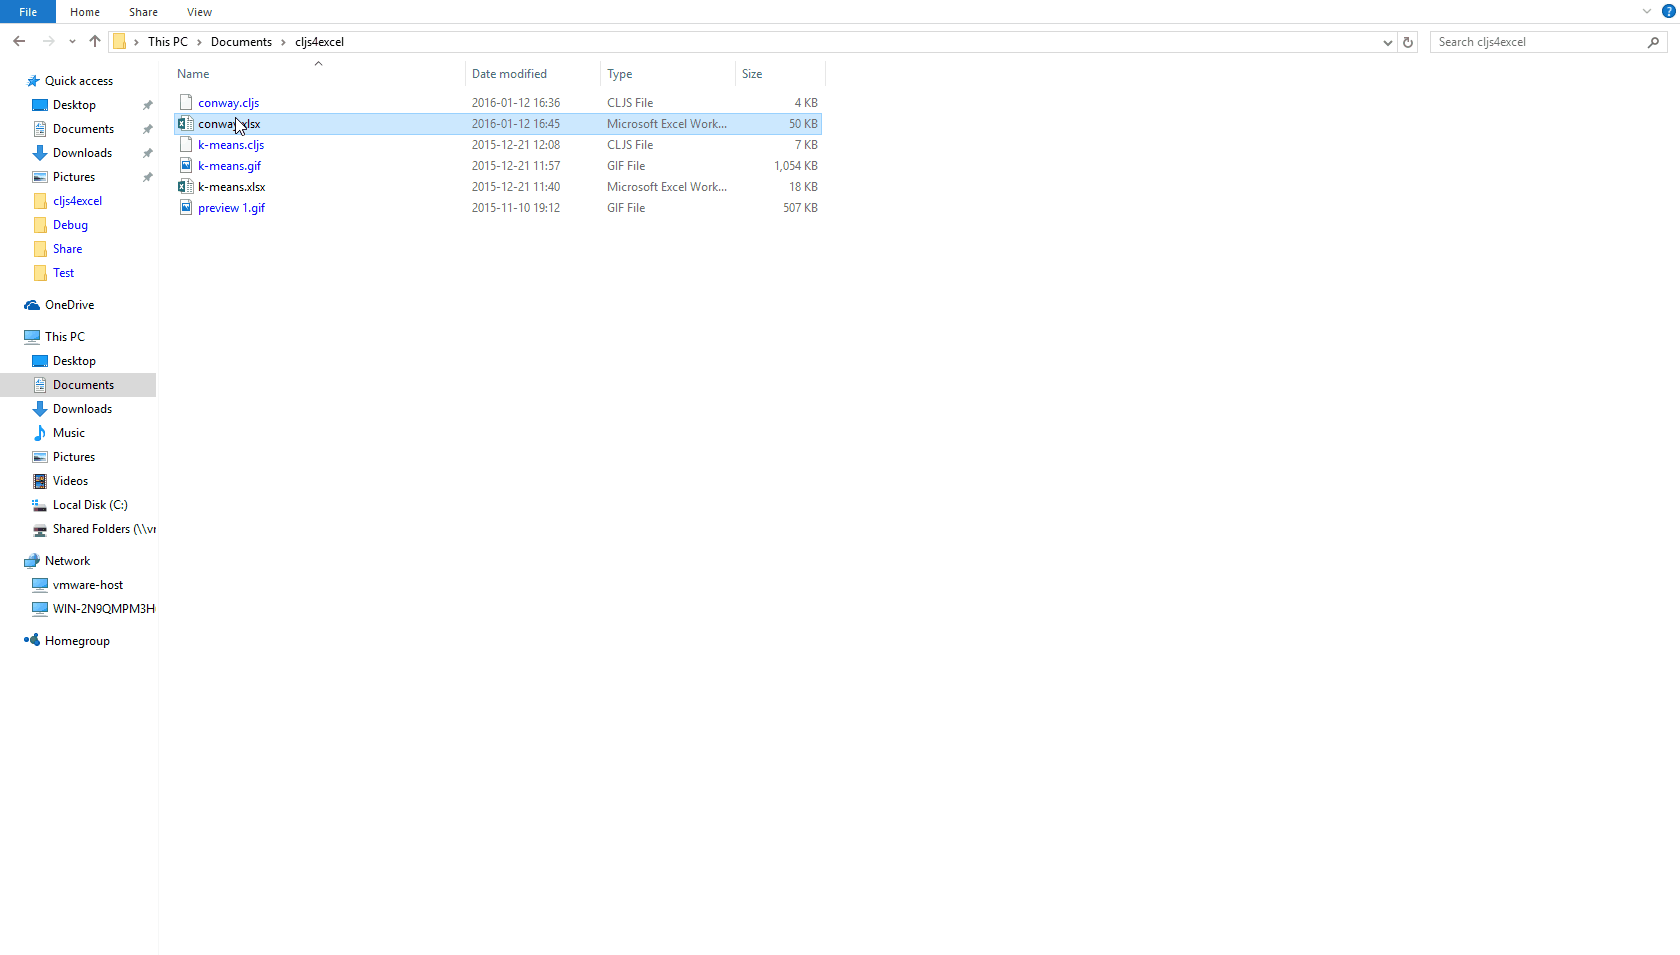 File Home Share View
This PC Documents cljs4excel Search cljs4excel
Name Date modified Type Size
conway.cljs 2016-01-12 16:36 CLJS File 4 KB
conway.xlsx 2016-01-12 16:45 Microsoft Excel Work... 50 KB
k-means.cljs 2015-12-21 12:08 CLJS File 7 KB
k-means.gif 2015-12-21 11:57 GIF File 1,054 KB
k-means.xlsx 2015-12-21 11:40 Microsoft Excel Work... 18 KB
preview 1.gif 2015-11-10 19:12 GIF File 507 KB
Quick access
Desktop
Documents
Downloads
Pictures
cljs4excel
Debug
Share
Test
OneDrive
This PC
Desktop
Documents
Downloads
Music
Pictures
Videos
Local Disk (C:)
Shared Folders (\\vr
Network
vmware-host
WIN-2N9QMPM3H
Homegroup